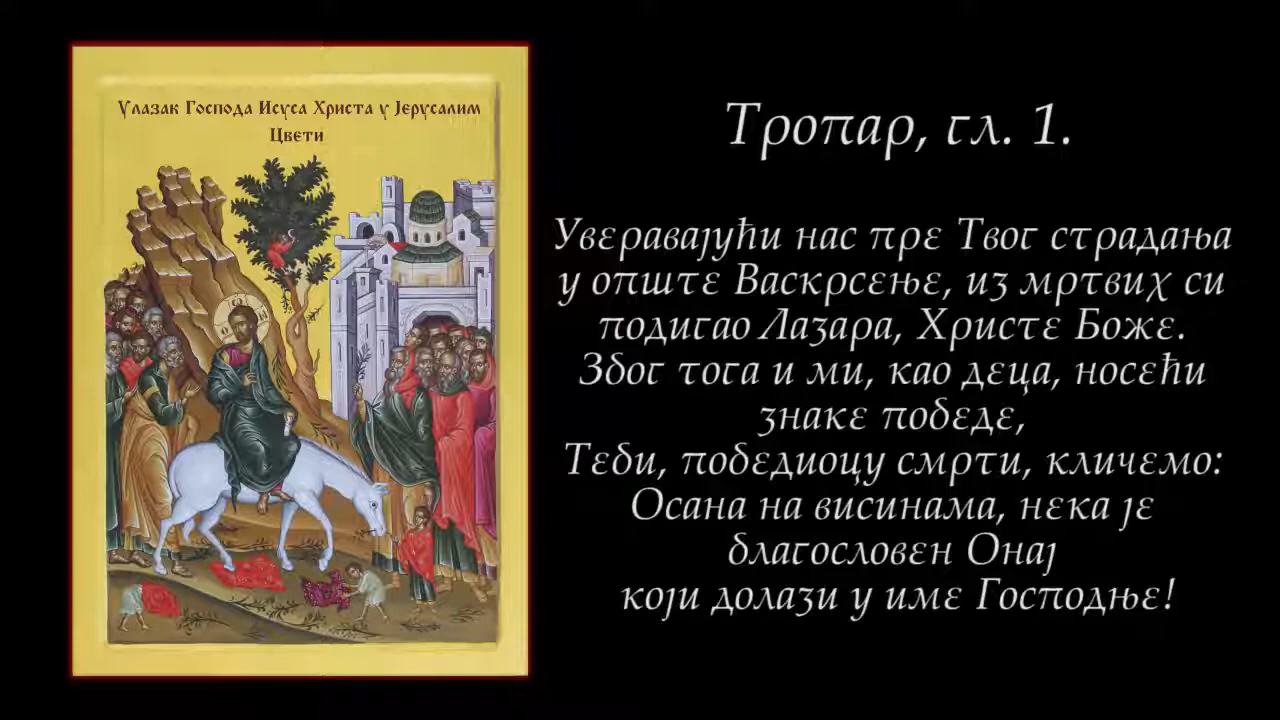 Улазак Господа Исуса Христа у Јерусалим
Цвети
Тропар, гл. 1.
Уверавајући нас пре Твог страдања
у опште Васкрсење, из мртвих си
подигао Лазара, Христе Боже.
Због тога и ми, као деца, носећи
знаке победе,
Теби, победиоцу смрти, кличемо:
Осана на висинама, нека је
благословен Онај
који долази у име Господње!